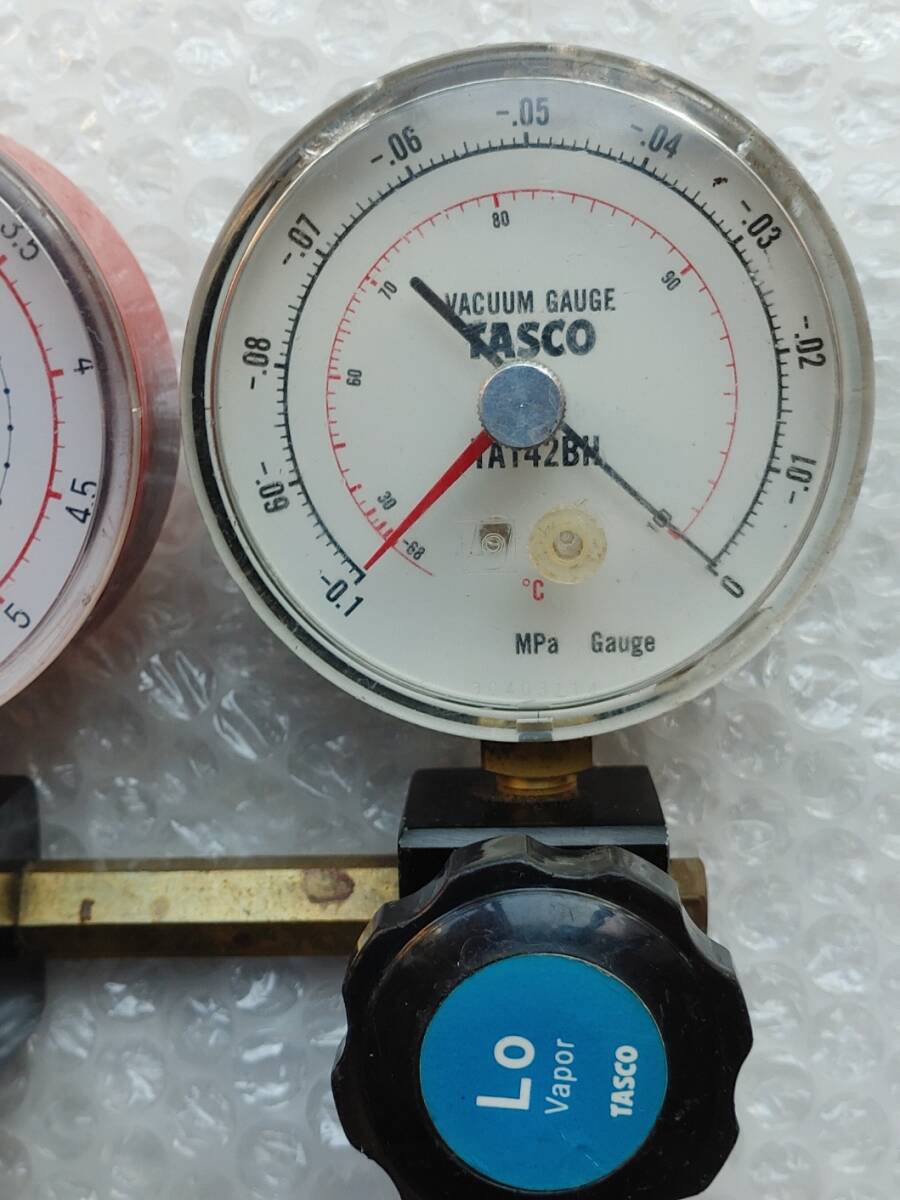 3.5
4
4.5
5
-.05
-.06
-.04
-.07
-.03
-.08
-.02
-.09
-.01
-0.1
0
80
70
90
60
30
-68
VACUUM GAUGE
TASCO
TA142BH
°C
MPa Gauge
Lo
Vapor
TASCO